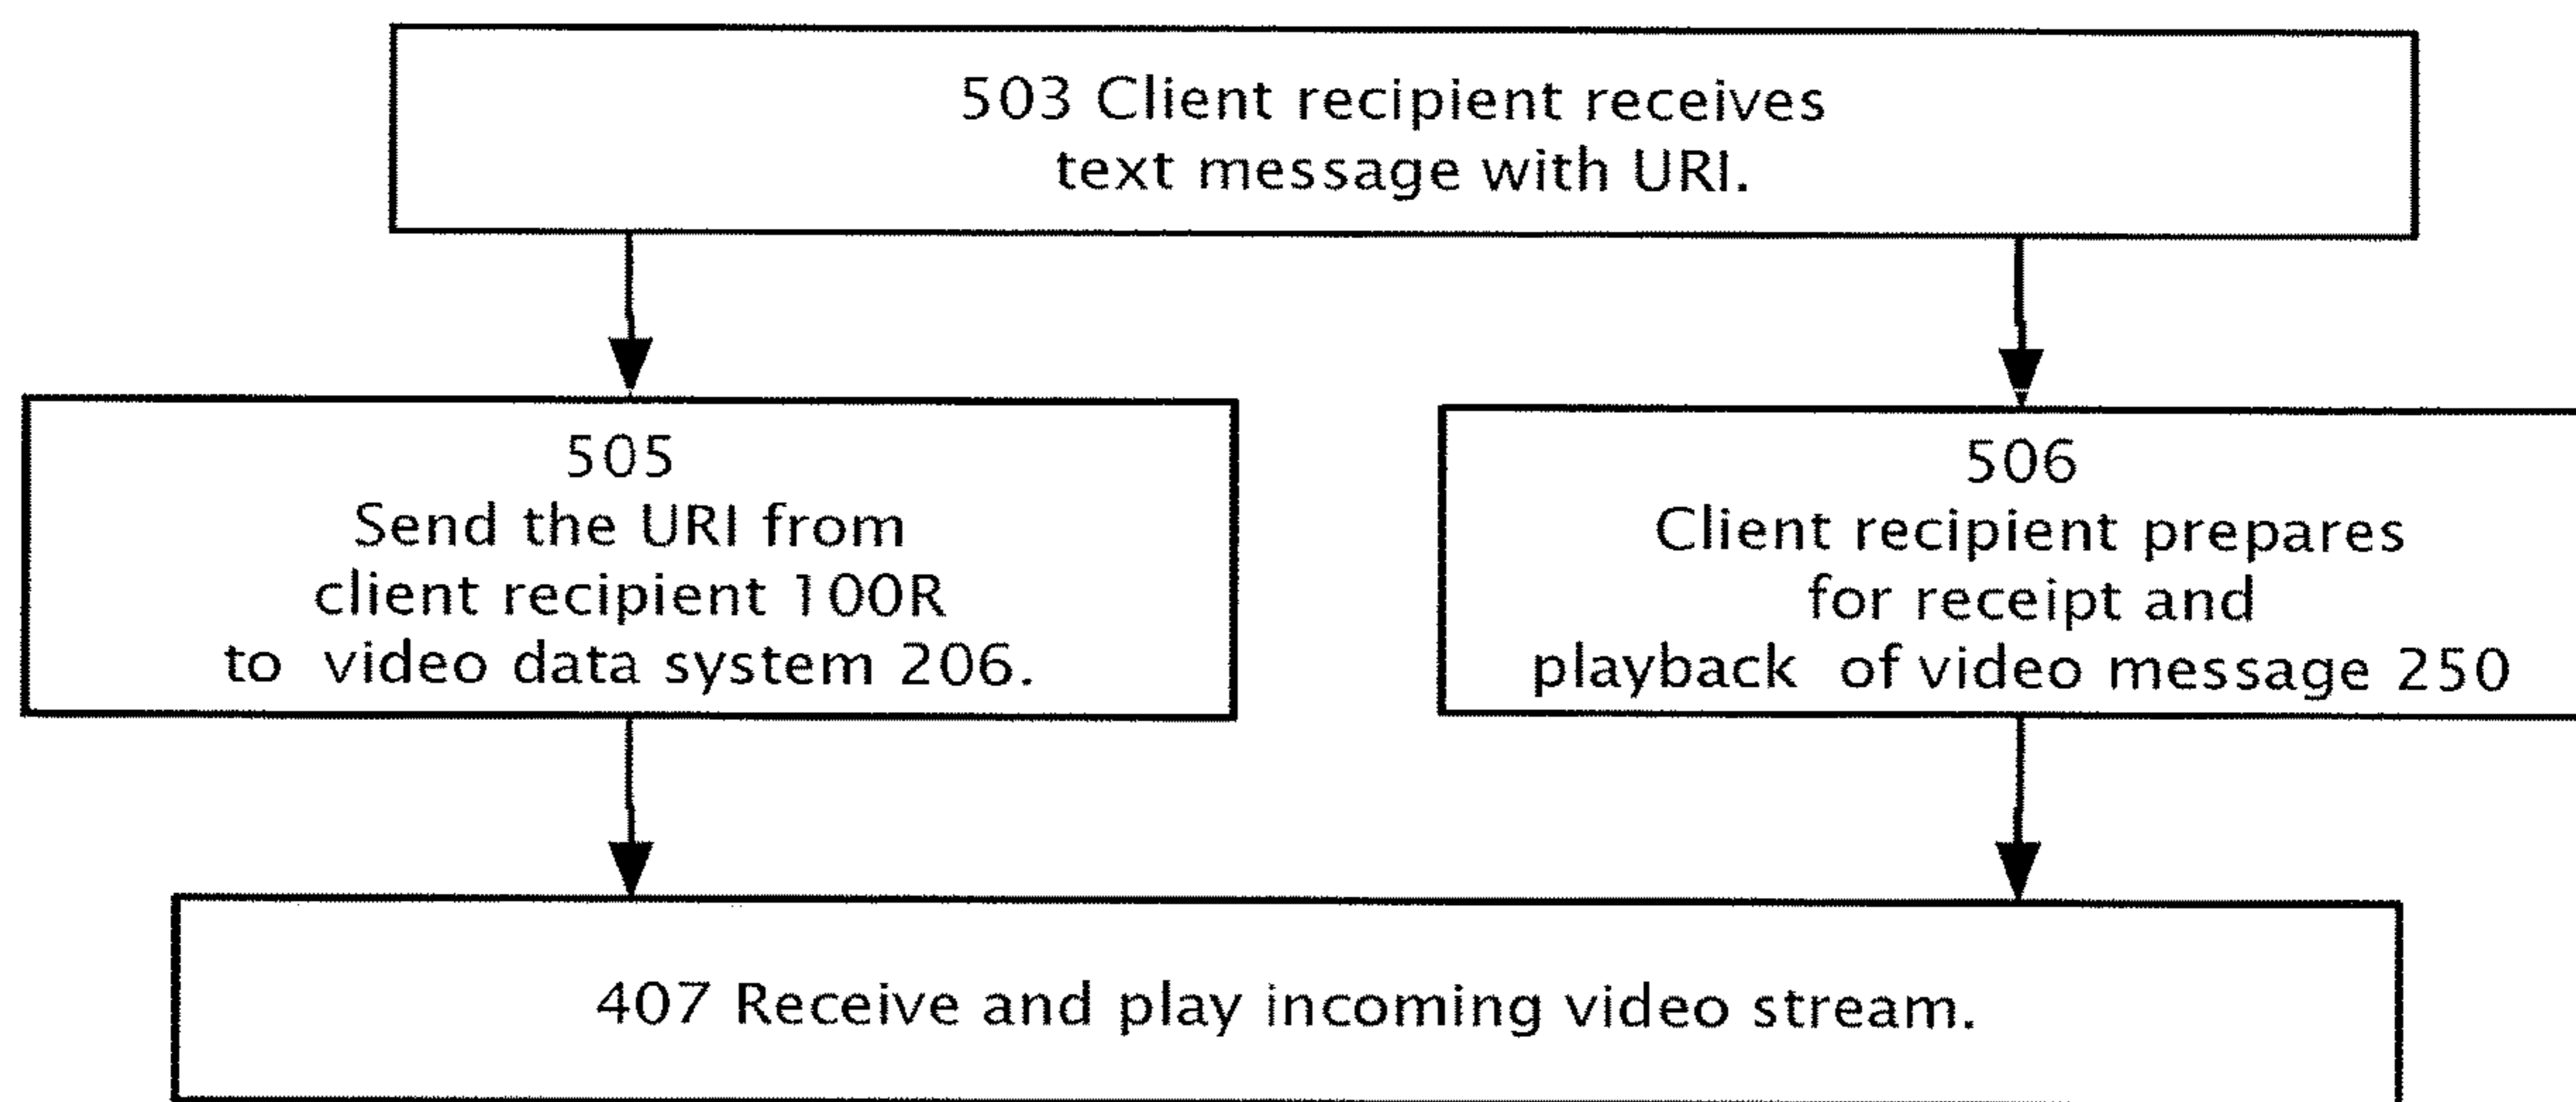 503 Client recipient receives
text message with URI.
505
Send the URI from
client recipient 100R
to video data system 206.
506
Client recipient prepares
for receipt and
playback of video message 250
407 Receive and play incoming video stream.